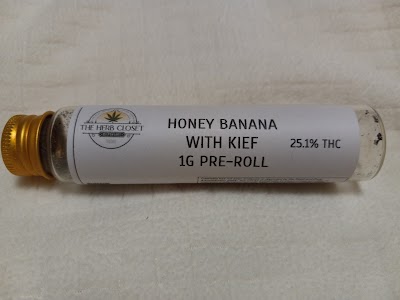 THE HERB CLOSET
HONEY BANANA
WITH KIEF
1G PRE-ROLL
25.1% THC